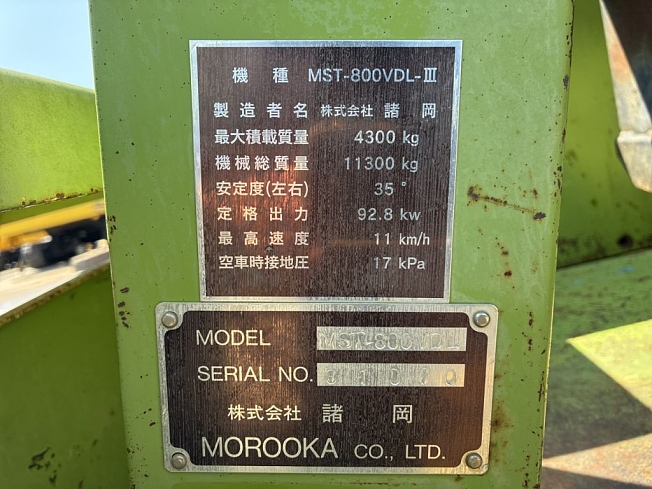 機種 MST-800VDL-Ⅲ
製造者名 株式会社 諸岡
最大積載質量 4300 kg
機械総質量 11300 kg
安定度(左右) 35 °
定格出力 92.8 kw
最高速度 11 km/h
空車時接地圧 17 kPa
MODEL MST-800VDL
SERIAL NO.
株式会社 諸岡
MOROOKA CO., LTD.